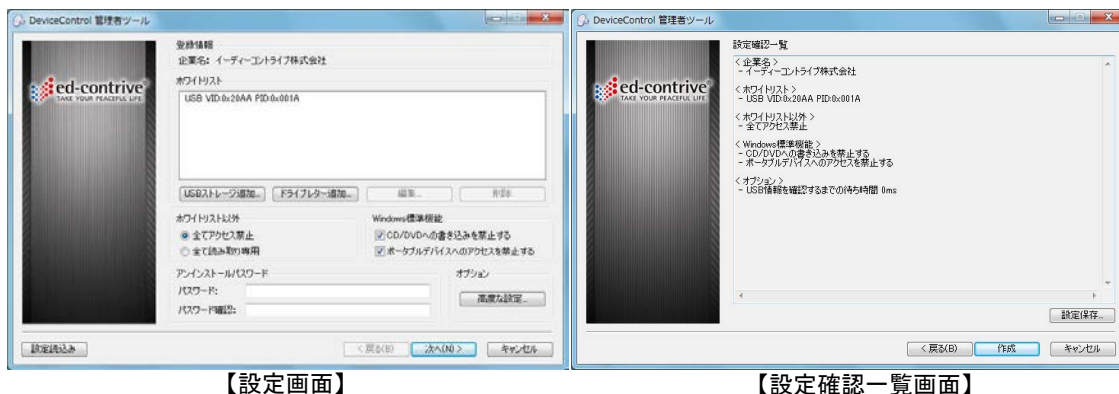 DeviceControl 管理者ツール
ed-contrive
TAKE YOUR PEACEFUL LIFE
登録情報
企業名: イーディーコントライブ株式会社
ホワイトリスト
USB VID:0x20AA PID:0x001A
USBストレージ追加...
ドライブレター追加...
編集...
削除
ホワイトリスト以外
全てアクセス禁止
全て読み取り専用
Windows標準機能
CD/DVDへの書き込みを禁止する
ポータブルデバイスへのアクセスを禁止する
アンインストールパスワード
パスワード:
パスワード確認:
オプション
高度な設定...
設定読込み
< 戻る(B)
次へ(N) >
キャンセル
【設定画面】
DeviceControl 管理者ツール
ed-contrive
TAKE YOUR PEACEFUL LIFE
設定確認一覧
< 企業名 >
- イーディーコントライブ株式会社
< ホワイトリスト >
- USB VID:0x20AA PID:0x001A
< ホワイトリスト以外 >
- 全てアクセス禁止
< Windows標準機能 >
- CD/DVDへの書き込みを禁止する
- ポータブルデバイスへのアクセスを禁止する
< オプション >
- USB情報を確認するまでの待ち時間 0ms
設定保存...
< 戻る(B)
作成
キャンセル
【設定確認一覧画面】